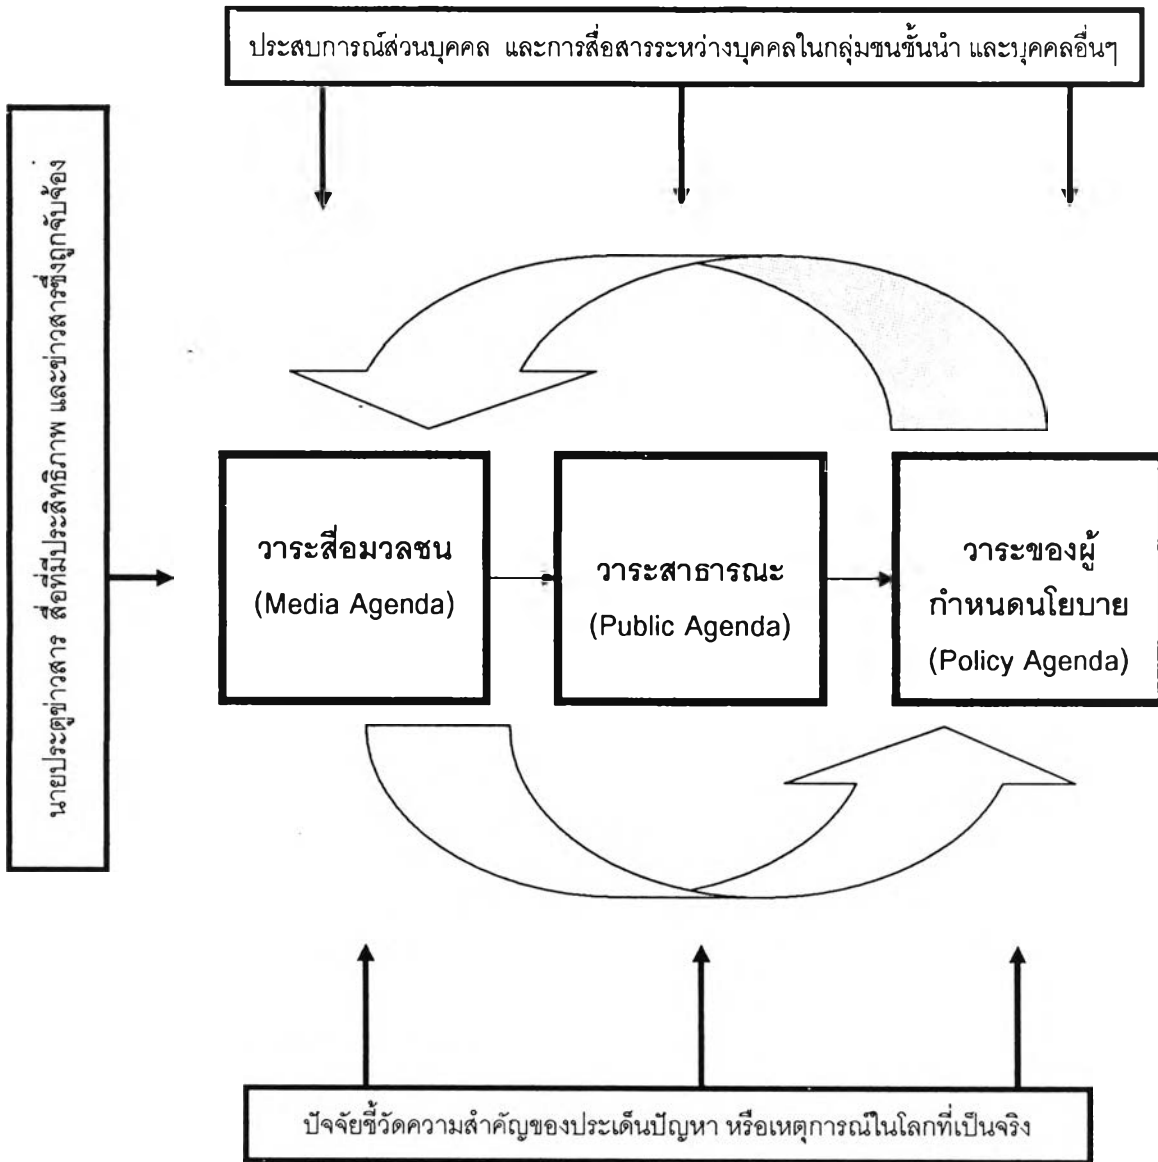 ประสบการณ์ส่วนบุคคล และการสื่อสารระหว่างบุคคลในกลุ่มชนชั้นนำ และบุคคลอื่นๆ
นายประตูข่าวสาร สื่อที่มีประสิทธิภาพ และข่าวสารซึ่งถูกจับจ้อง
วาระสื่อมวลชน
(Media Agenda)
วาระสาธารณะ
(Public Agenda)
วาระของผู้
กำหนดนโยบาย
(Policy Agenda)
ปัจจัยชี้วัดความสำคัญของประเด็นปัญหา หรือเหตุการณ์ในโลกที่เป็นจริง